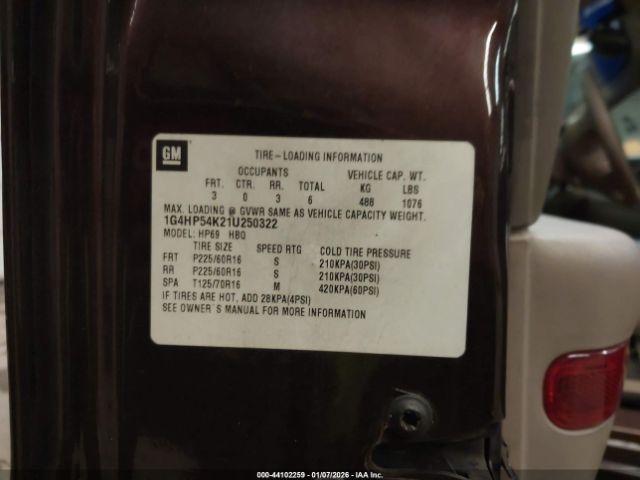 GM
TIRE-LOADING INFORMATION
OCCUPANTS VEHICLE CAP. WT.
FRT. CTR. RR. TOTAL KG LBS
3 0 3 6 488 1076
MAX. LOADING @ GVWR SAME AS VEHICLE CAPACITY WEIGHT.
1G4HP54K21U250322
MODEL: HP69 HBQ
TIRE SIZE SPEED RTG COLD TIRE PRESSURE
FRT P225/60R16 S 210KPA(30PSI)
RR P225/60R16 S 210KPA(30PSI)
SPA T125/70R16 M 420KPA(60PSI)
IF TIRES ARE HOT, ADD 28KPA(4PSI)
SEE OWNER S MANUAL FOR MORE INFORMATION
000-44102259 - 01/07/2026 - IAAI.com